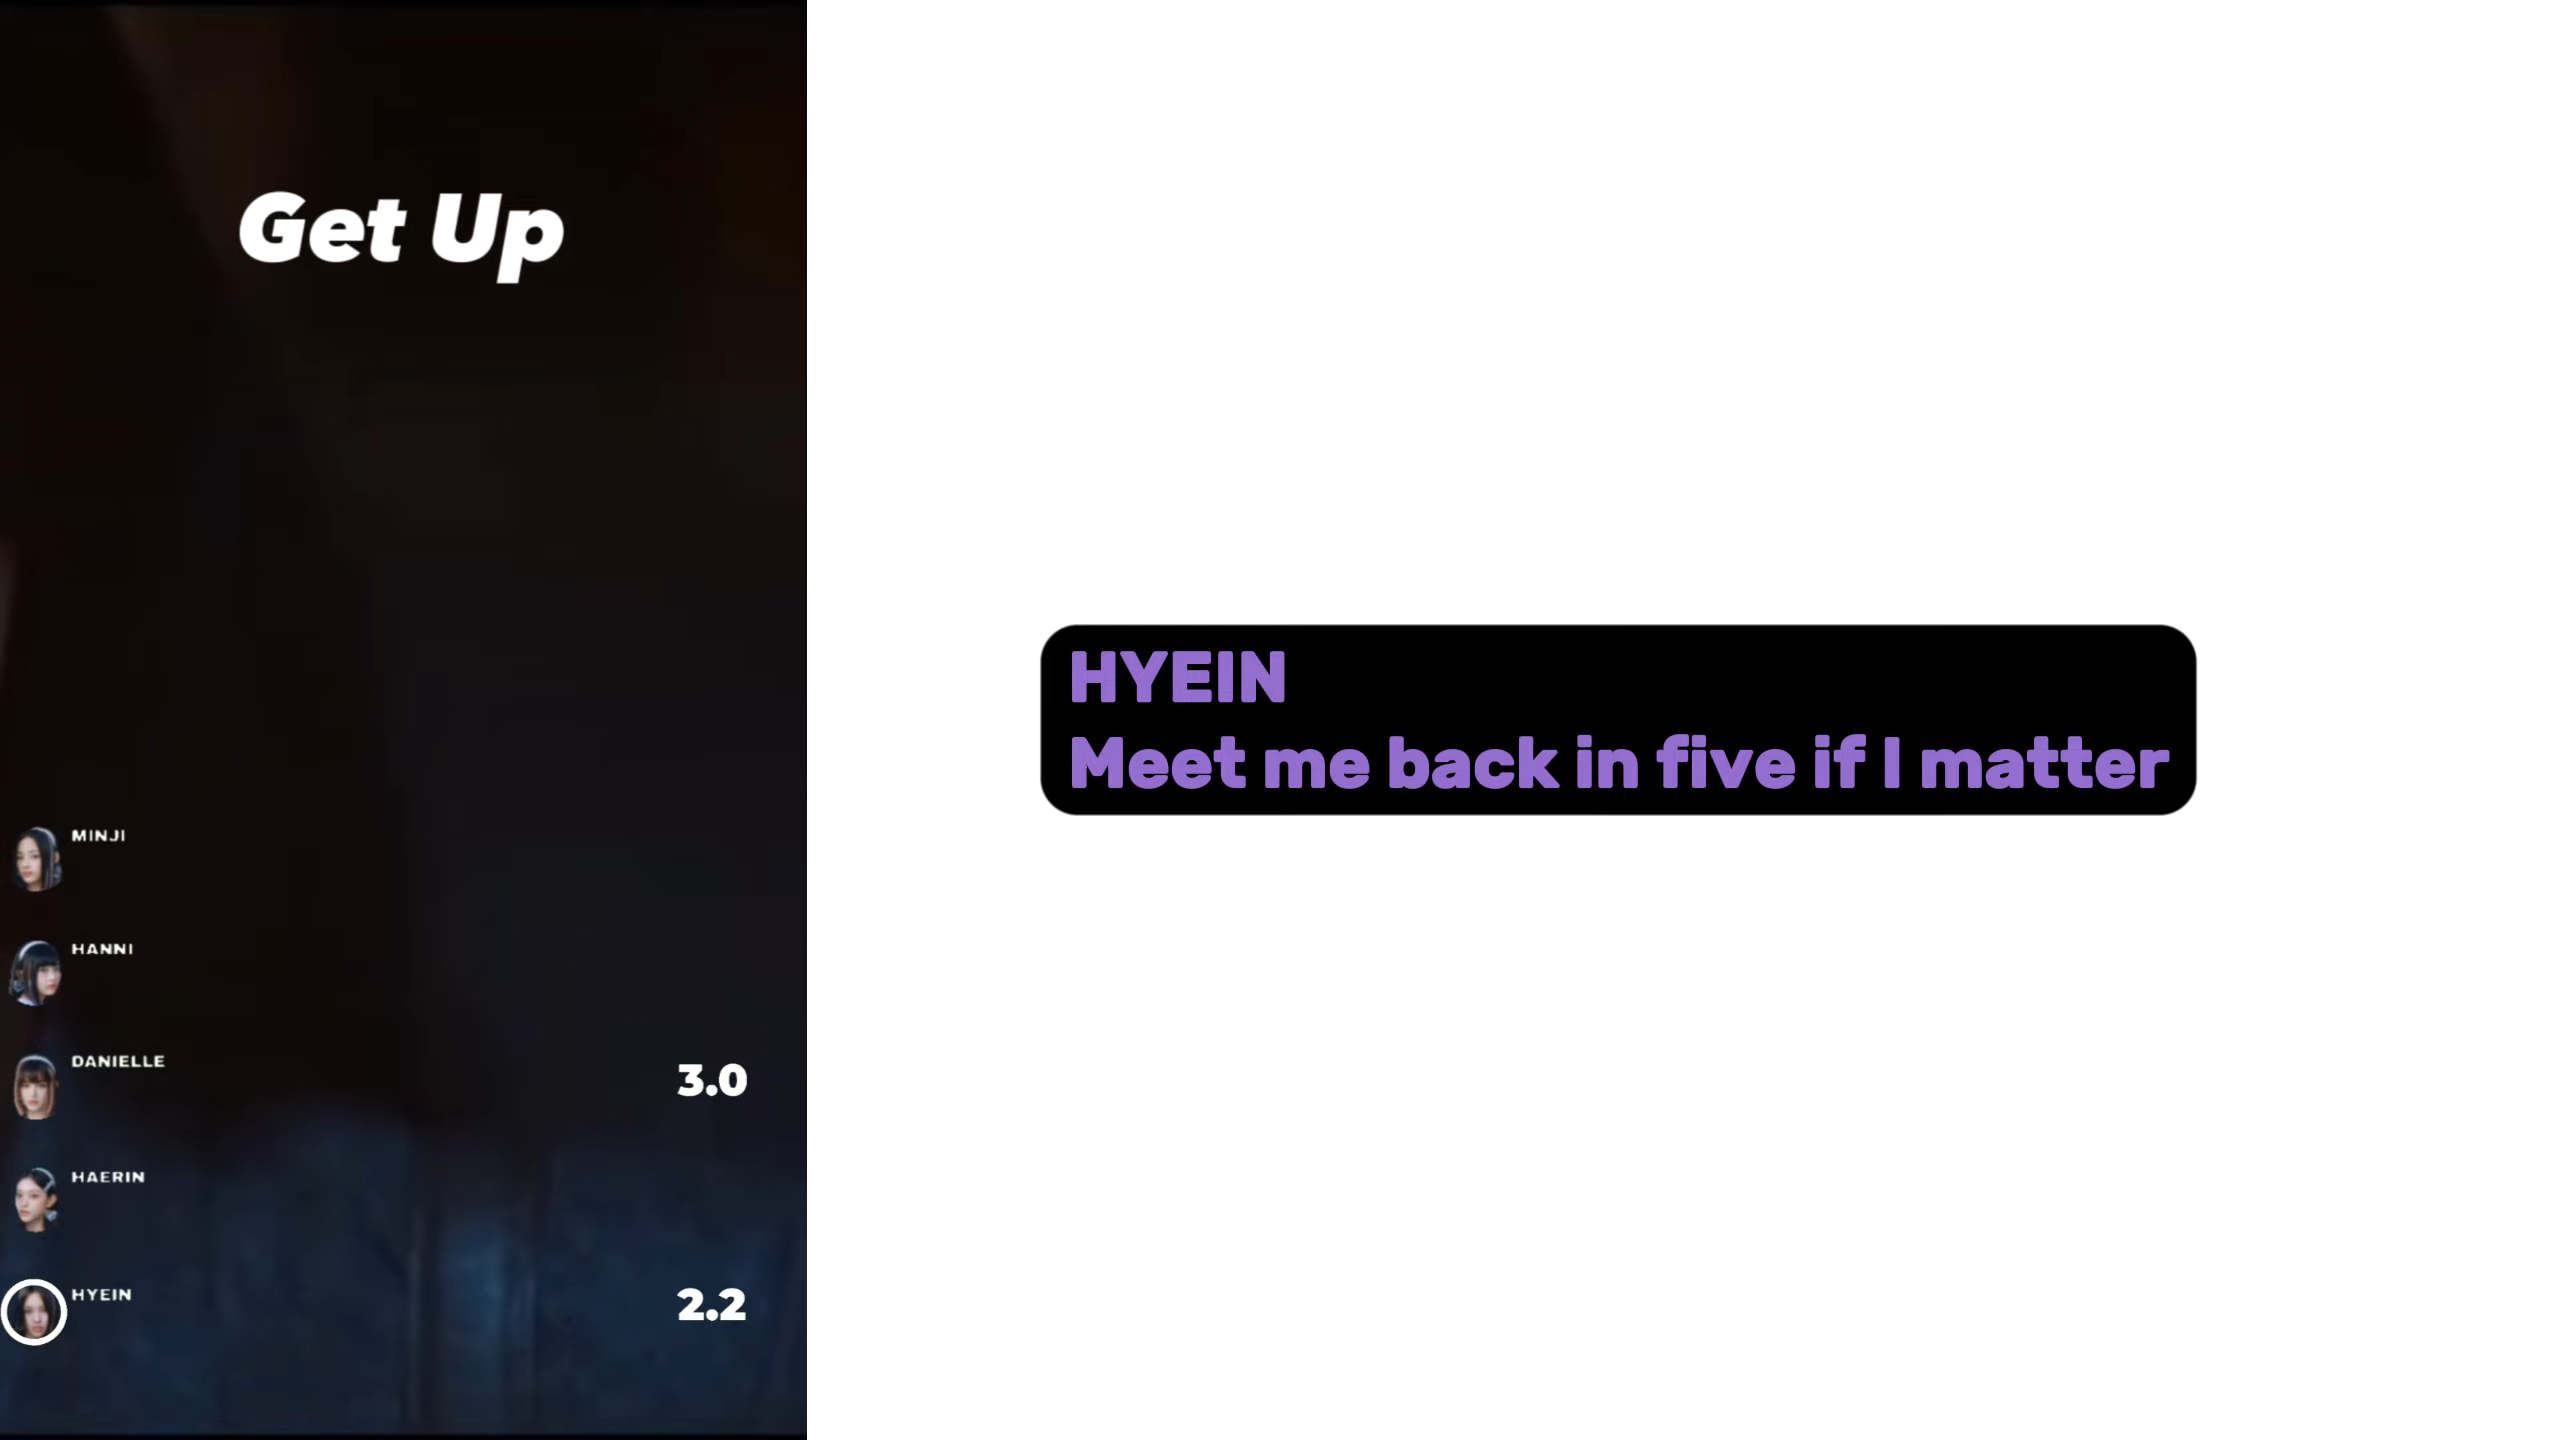 Get Up
MINJI
HANNI
DANIELLE
3.0
HAERIN
HYEIN
2.2
HYEIN
Meet me back in five if I matter